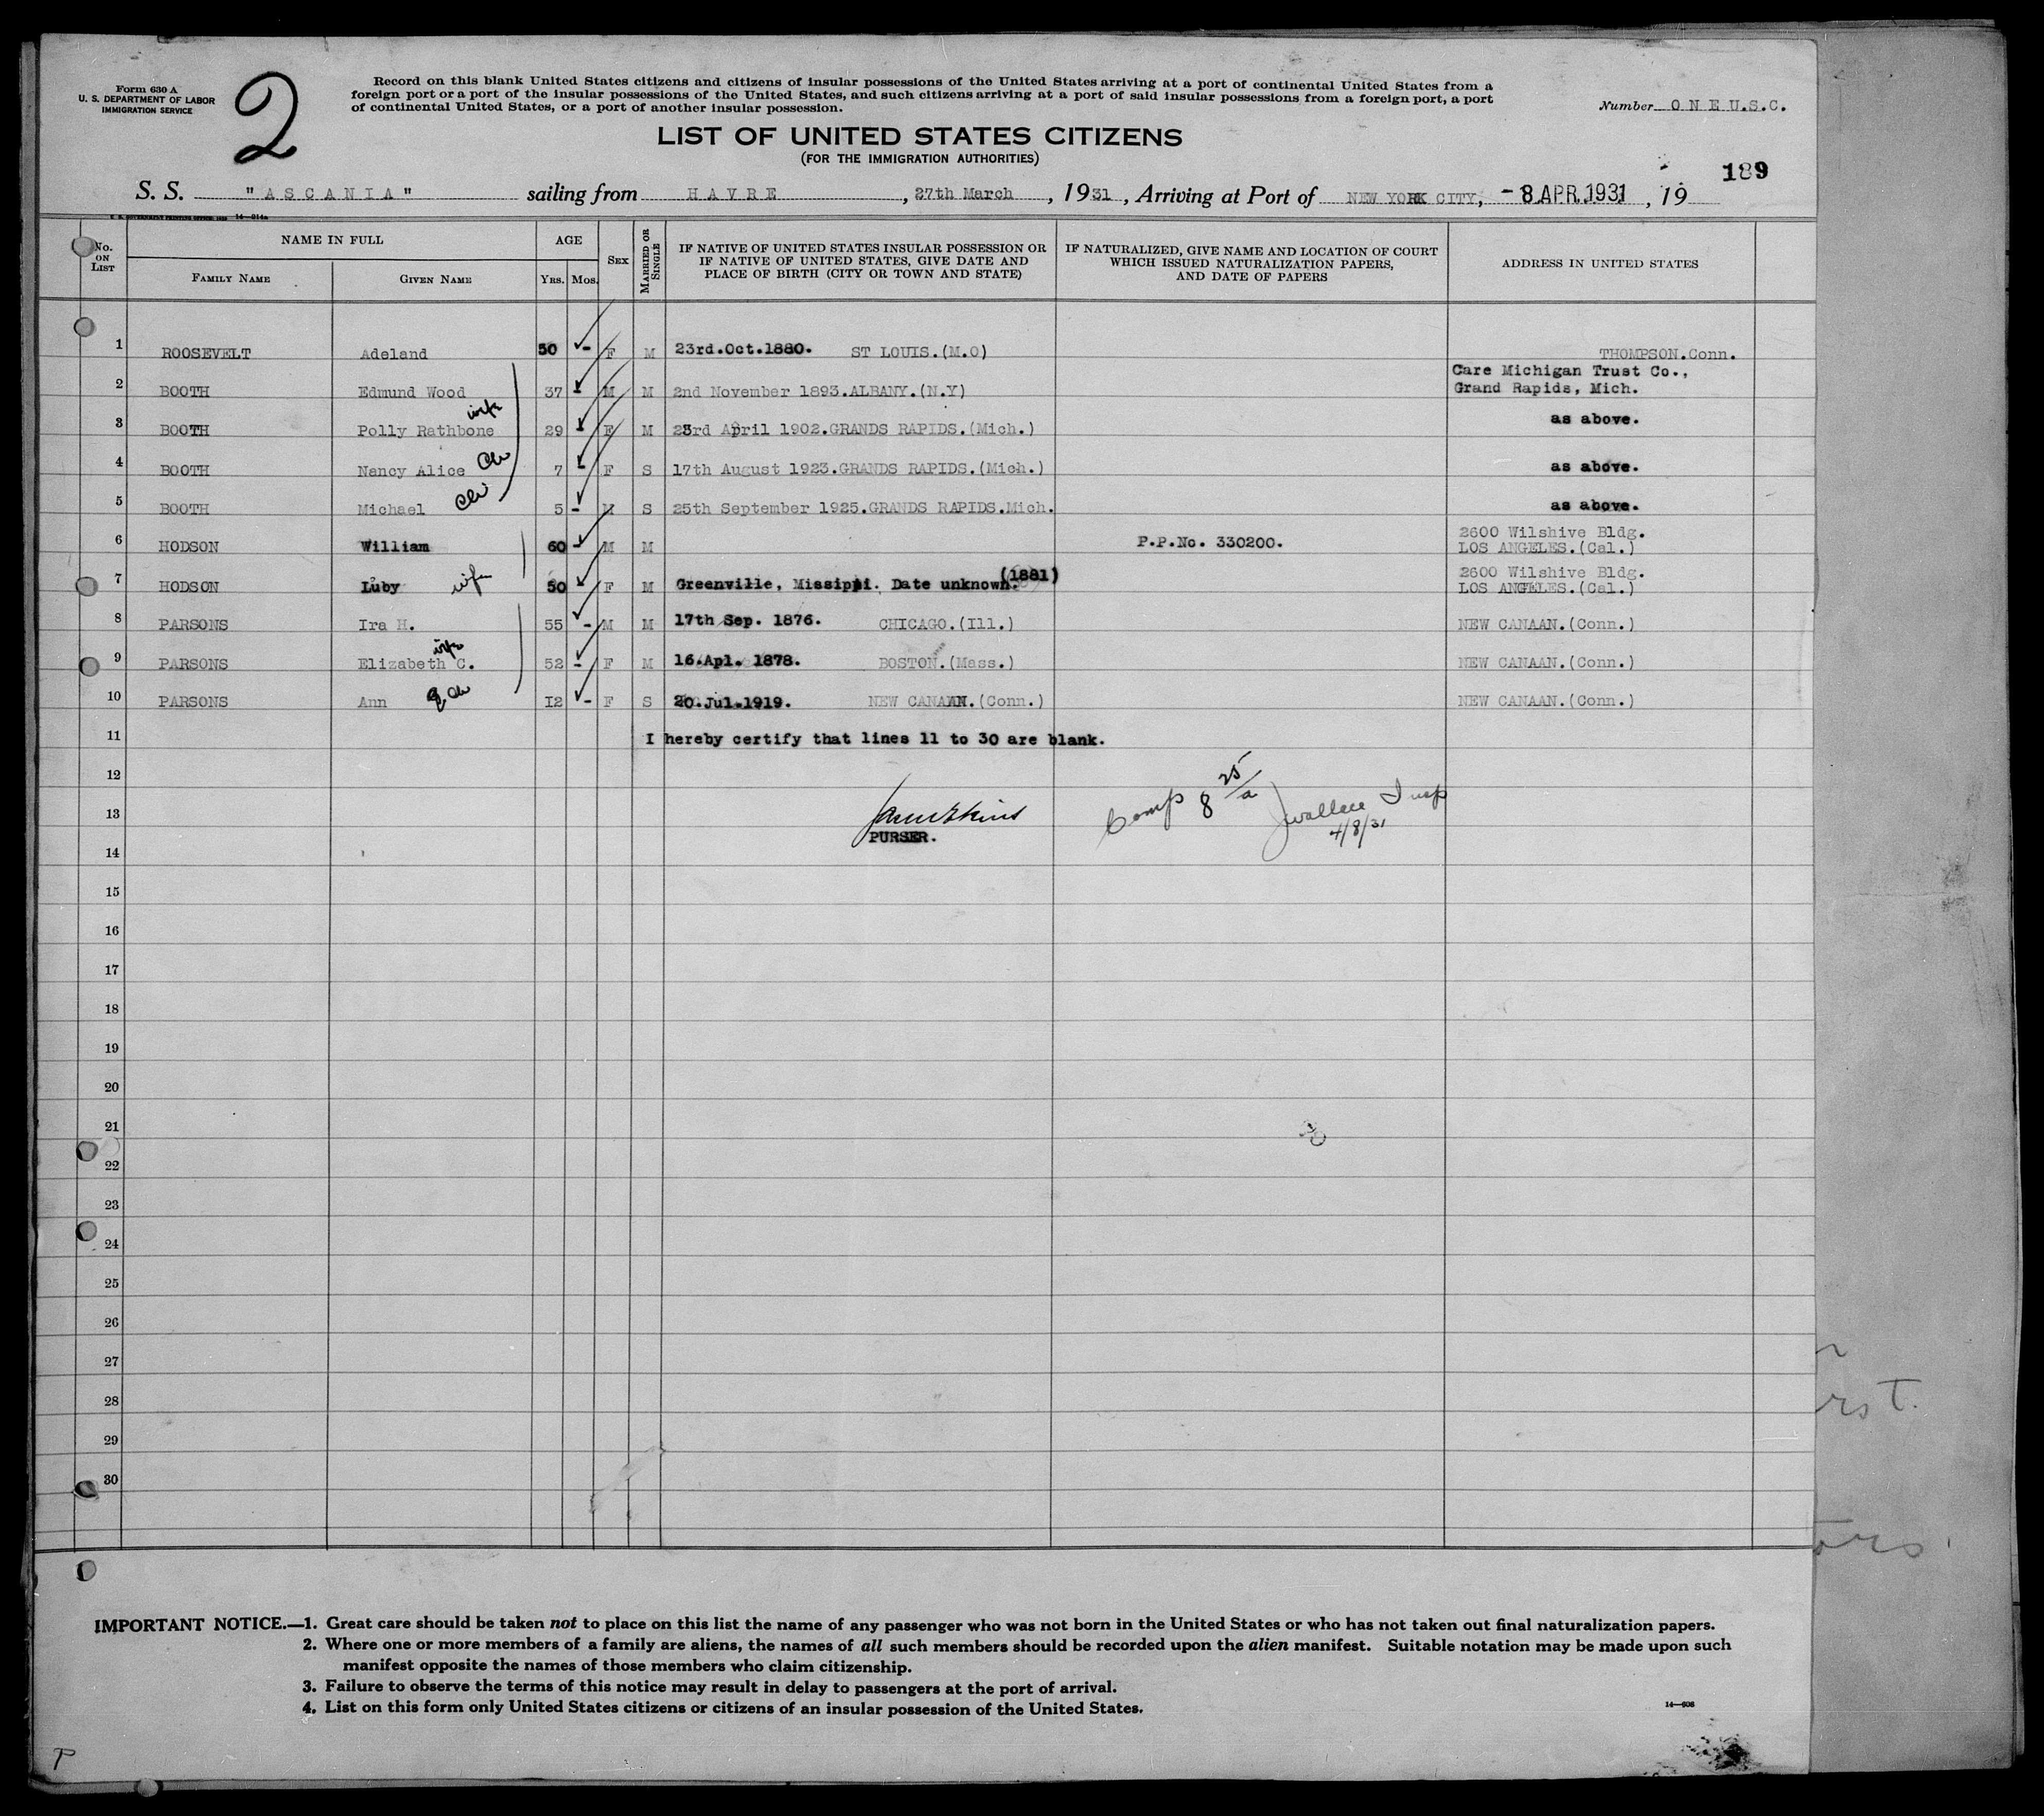 Form 630 A
U. S. DEPARTMENT OF LABOR
IMMIGRATION SERVICE
2
Record on this blank United States citizens and citizens of insular possessions of the United States arriving at a port of continental United States from a
foreign port or a port of the insular possessions of the United States, and such citizens arriving at a port of said insular possessions from a foreign port, a port
of continental United States, or a port of another insular possession.
Number ONE U.S.C.
LIST OF UNITED STATES CITIZENS
(FOR THE IMMIGRATION AUTHORITIES)
189
S. S. "ASCANIA" sailing from HAVRE, 27th March, 1931, Arriving at Port of NEW YORK CITY, -8 APR. 1931, 19
No. ON LIST NAME IN FULL AGE SEX MARRIED OR SINGLE IF NATIVE OF UNITED STATES INSULAR POSSESSION OR IF NATIVE OF UNITED STATES, GIVE DATE AND PLACE OF BIRTH (CITY OR TOWN AND STATE) IF NATURALIZED, GIVE NAME AND LOCATION OF COURT WHICH ISSUED NATURALIZATION PAPERS, AND DATE OF PAPERS ADDRESS IN UNITED STATES
FAMILY NAME GIVEN NAME YRS. MOS.
1 ROOSEVELT Adeland 50 - F M 23rd.Oct.1880. ST LOUIS.(M.O) THOMPSON.Conn.
2 BOOTH Edmund Wood 37 - M M 2nd November 1893.ALBANY.(N.Y) Care Michigan Trust Co., Grand Rapids, Mich.
3 BOOTH Polly Rathbone wife 29 - F M 23rd April 1902.GRANDS RAPIDS.(Mich.) as above.
4 BOOTH Nancy Alice Ch 7 - F S 17th August 1923.GRANDS RAPIDS.(Mich.) as above.
5 BOOTH Michael Ch 5 - M S 25th September 1925.GRANDS RAPIDS.Mich. as above.
6 HODSON William 60 - M M P.P.No. 330200. 2600 Wilshive Bldg. LOS ANGELES.(Cal.)
7 HODSON Luby wife 50 F M Greenville, Missippi. Date unknown. (1881) 2600 Wilshive Bldg. LOS ANGELES.(Cal.)
8 PARSONS Ira H. 55 - M M 17th Sep. 1876. CHICAGO.(Ill.) NEW CANAAN.(Conn.)
9 PARSONS Elizabeth C. wife 52 - F M 16.Apl. 1878. BOSTON.(Mass.) NEW CANAAN.(Conn.)
10 PARSONS Ann Ch 12 - F S 20.Jul.1919. NEW CANAAN.(Conn.) NEW CANAAN.(Conn.)
11 I hereby certify that lines 11 to 30 are blank.
12
13 Comp 8 25/a J Wallace Insp
4/8/31
PURSER.
14
15
16
17
18
19
20
21
22
23
24
25
26
27
28
29
30
IMPORTANT NOTICE.—1. Great care should be taken not to place on this list the name of any passenger who was not born in the United States or who has not taken out final naturalization papers.
2. Where one or more members of a family are aliens, the names of all such members should be recorded upon the alien manifest. Suitable notation may be made upon such
manifest opposite the names of those members who claim citizenship.
3. Failure to observe the terms of this notice may result in delay to passengers at the port of arrival.
4. List on this form only United States citizens or citizens of an insular possession of the United States.
14—606
P